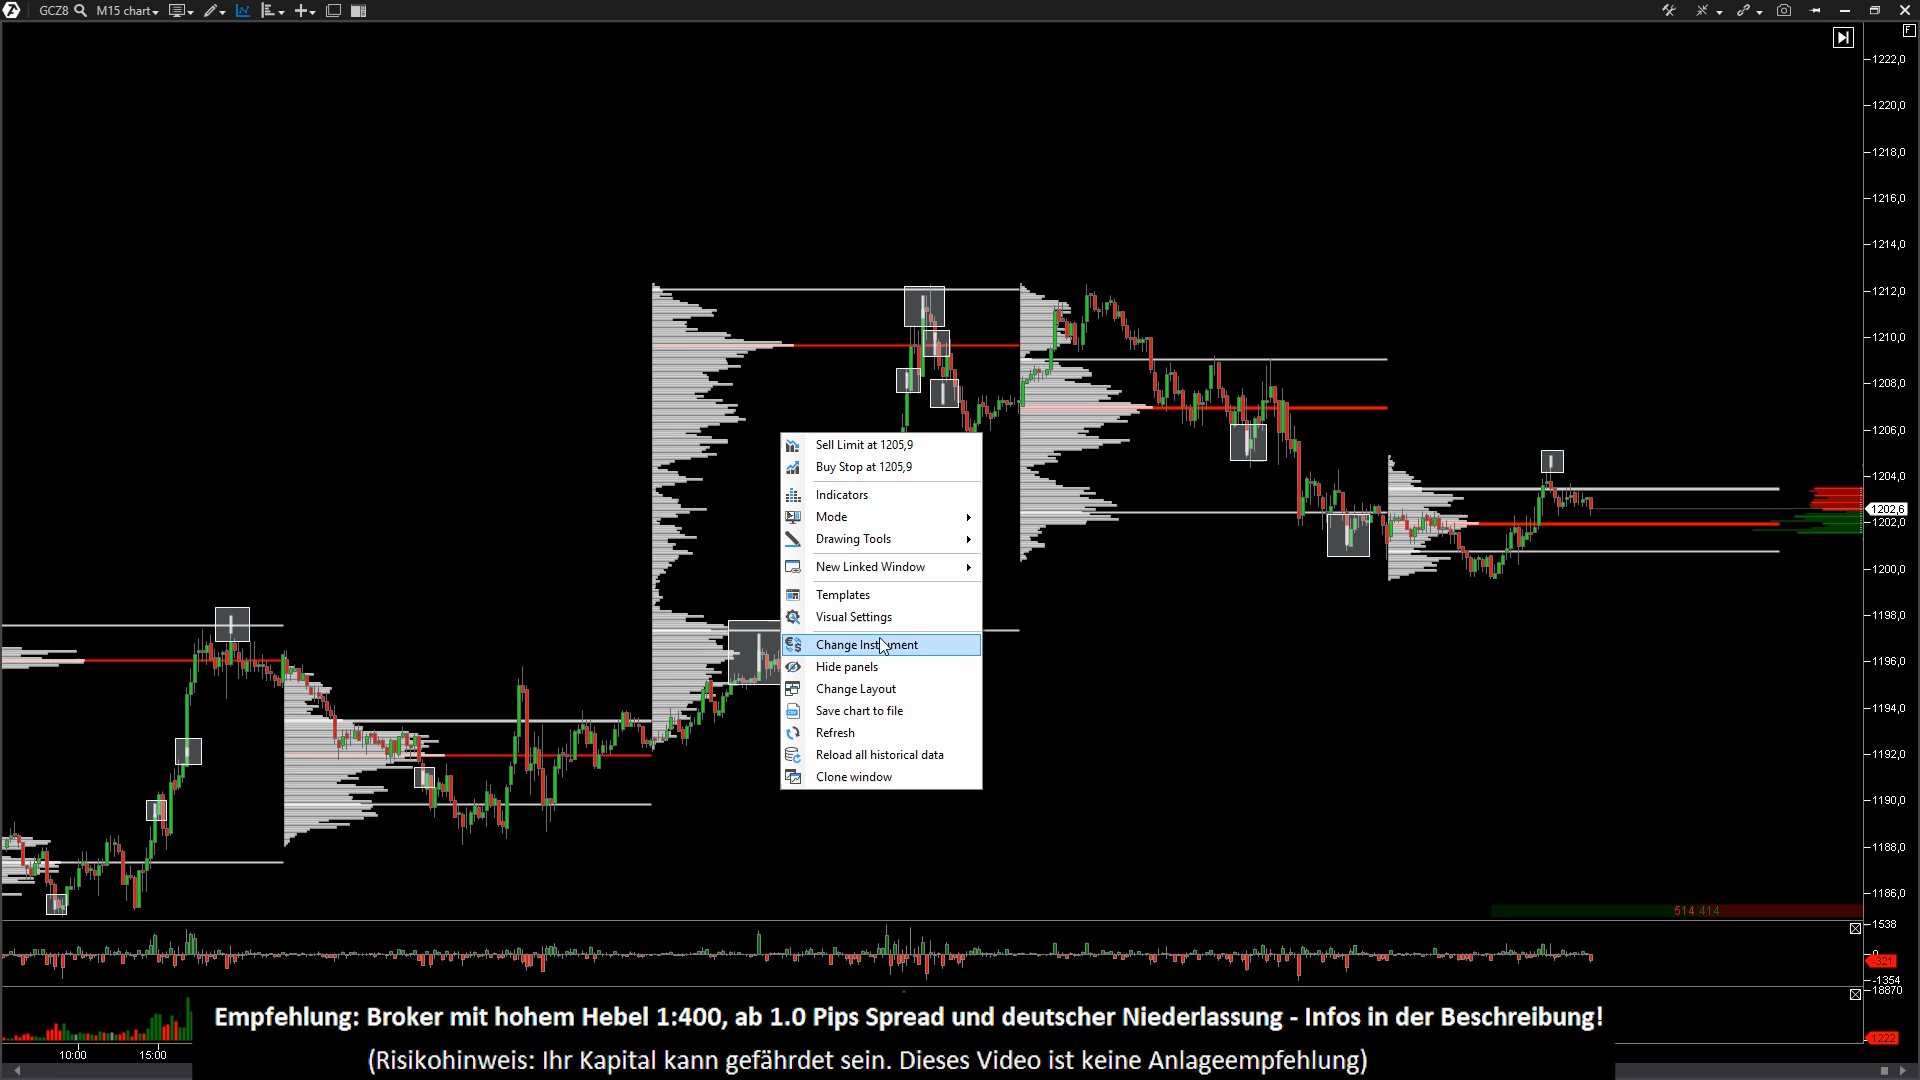 GCZ8 M15 chart
F
1222,0
1220,0
1218,0
1216,0
1214,0
1212,0
1210,0
1208,0
1206,0
1204,0
1202,6
1202,0
1200,0
1198,0
1196,0
1194,0
1192,0
1190,0
1188,0
1186,0
Sell Limit at 1205,9
Buy Stop at 1205,9
Indicators
Mode
Drawing Tools
New Linked Window
Templates
Visual Settings
Change Instrument
Hide panels
Change Layout
Save chart to file
Refresh
Reload all historical data
Clone window
514 414
1538
-321
-1354
18870
1222
Empfehlung: Broker mit hohem Hebel 1:400, ab 1.0 Pips Spread und deutscher Niederlassung - Infos in der Beschreibung!
10:00 15:00
(Risikohinweis: Ihr Kapital kann gefährdet sein. Dieses Video ist keine Anlageempfehlung)